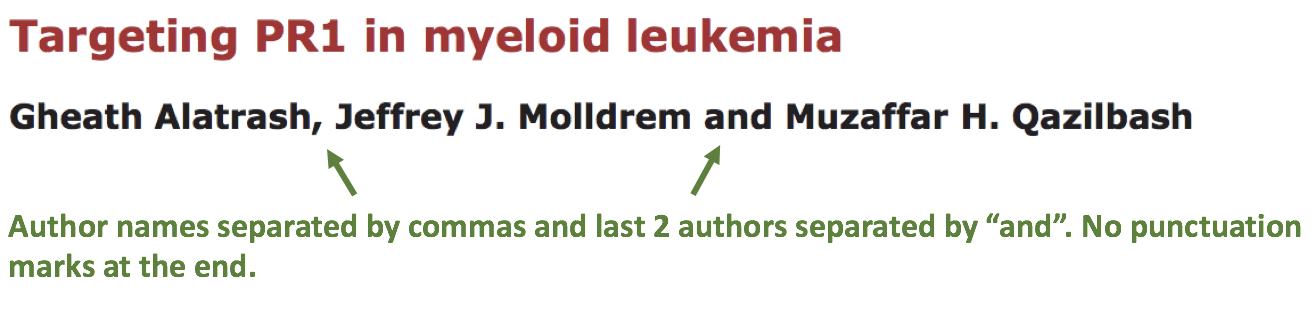 Targeting PR1 in myeloid leukemia
Gheath Alatrash, Jeffrey J. Molldrem and Muzaffar H. Qazilbash
Author names separated by commas and last 2 authors separated by “and”. No punctuation
marks at the end.